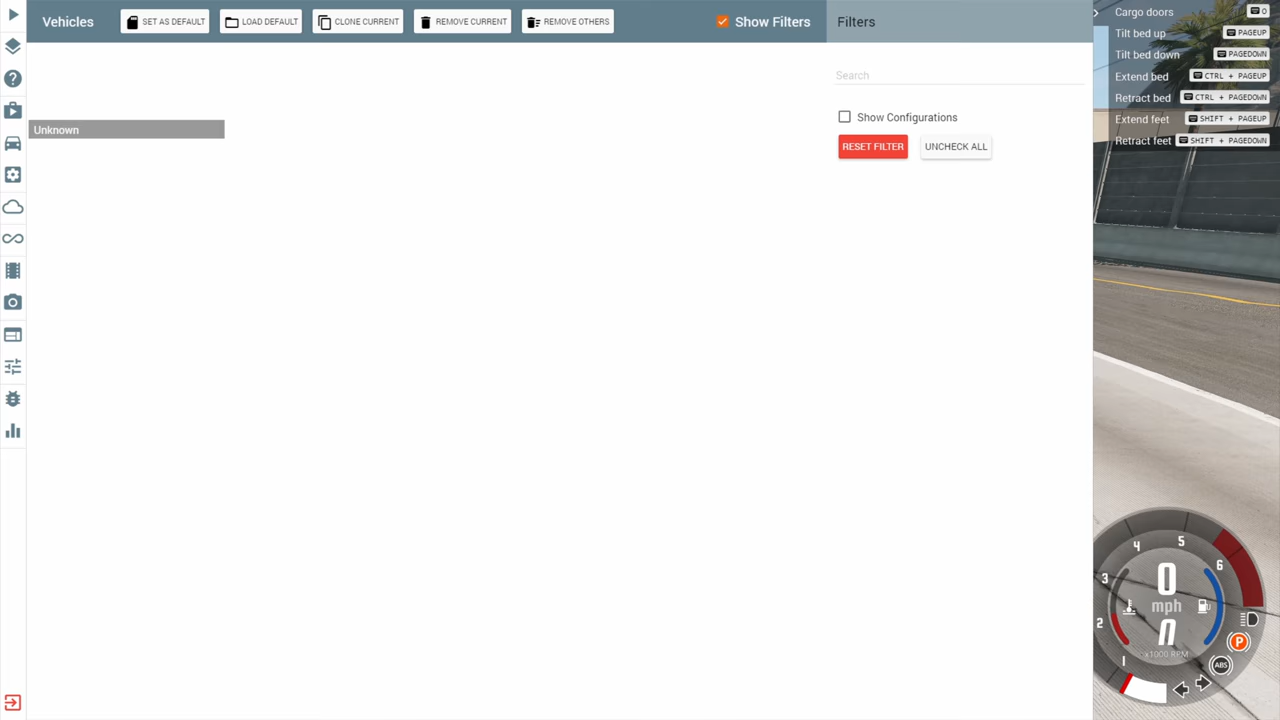 Vehicles
SET AS DEFAULT
LOAD DEFAULT
CLONE CURRENT
REMOVE CURRENT
REMOVE OTHERS
Show Filters
Filters
Search
Show Configurations
RESET FILTER
UNCHECK ALL
Unknown
Cargo doors O
Tilt bed up PAGEUP
Tilt bed down PAGEDOWN
Extend bed CTRL + PAGEUP
Retract bed CTRL + PAGEDOWN
Extend feet SHIFT + PAGEUP
Retract feet SHIFT + PAGEDOWN
1
2
3
4
5
6
0
mph
n
x1000 RPM
P
ABS